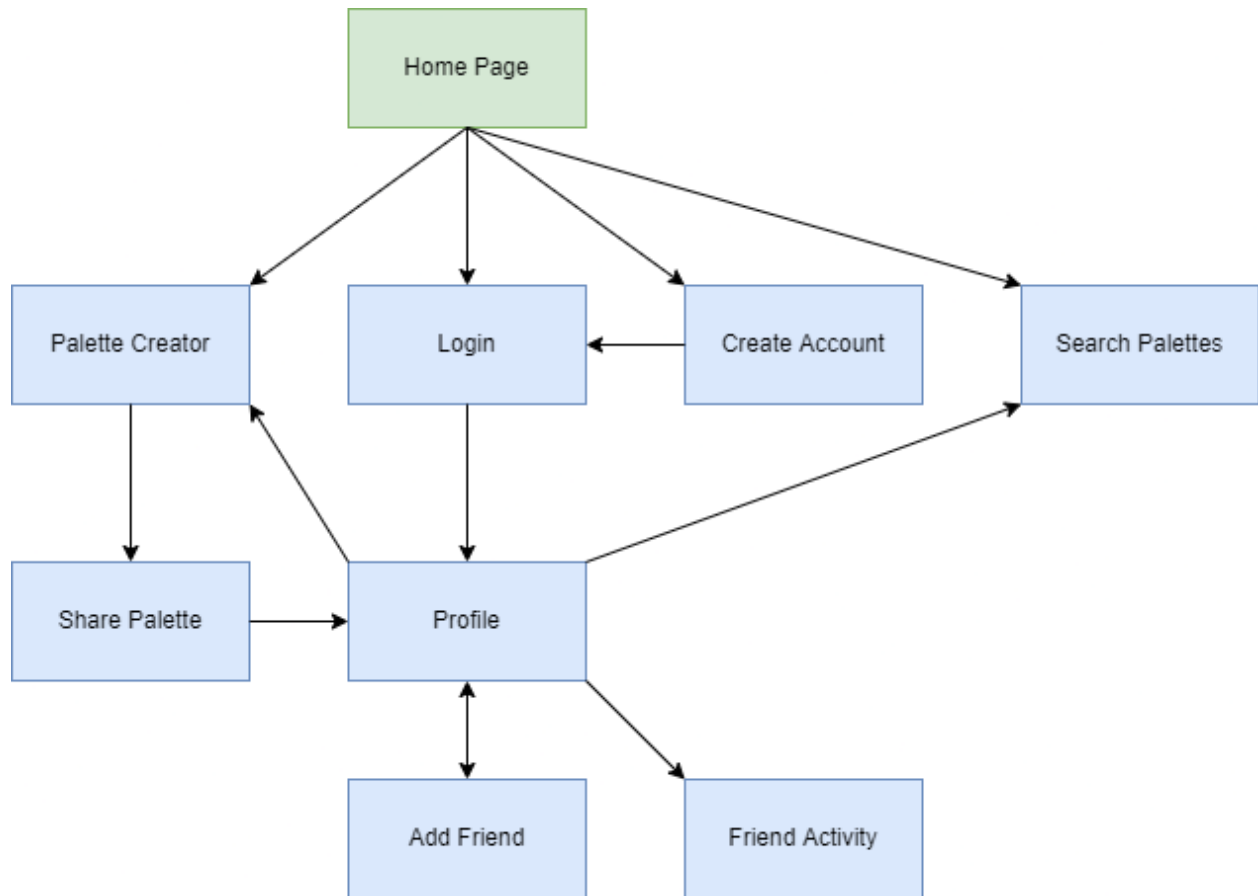 Home Page
Palette Creator
Login
Create Account
Search Palettes
Share Palette
Profile
Add Friend
Friend Activity